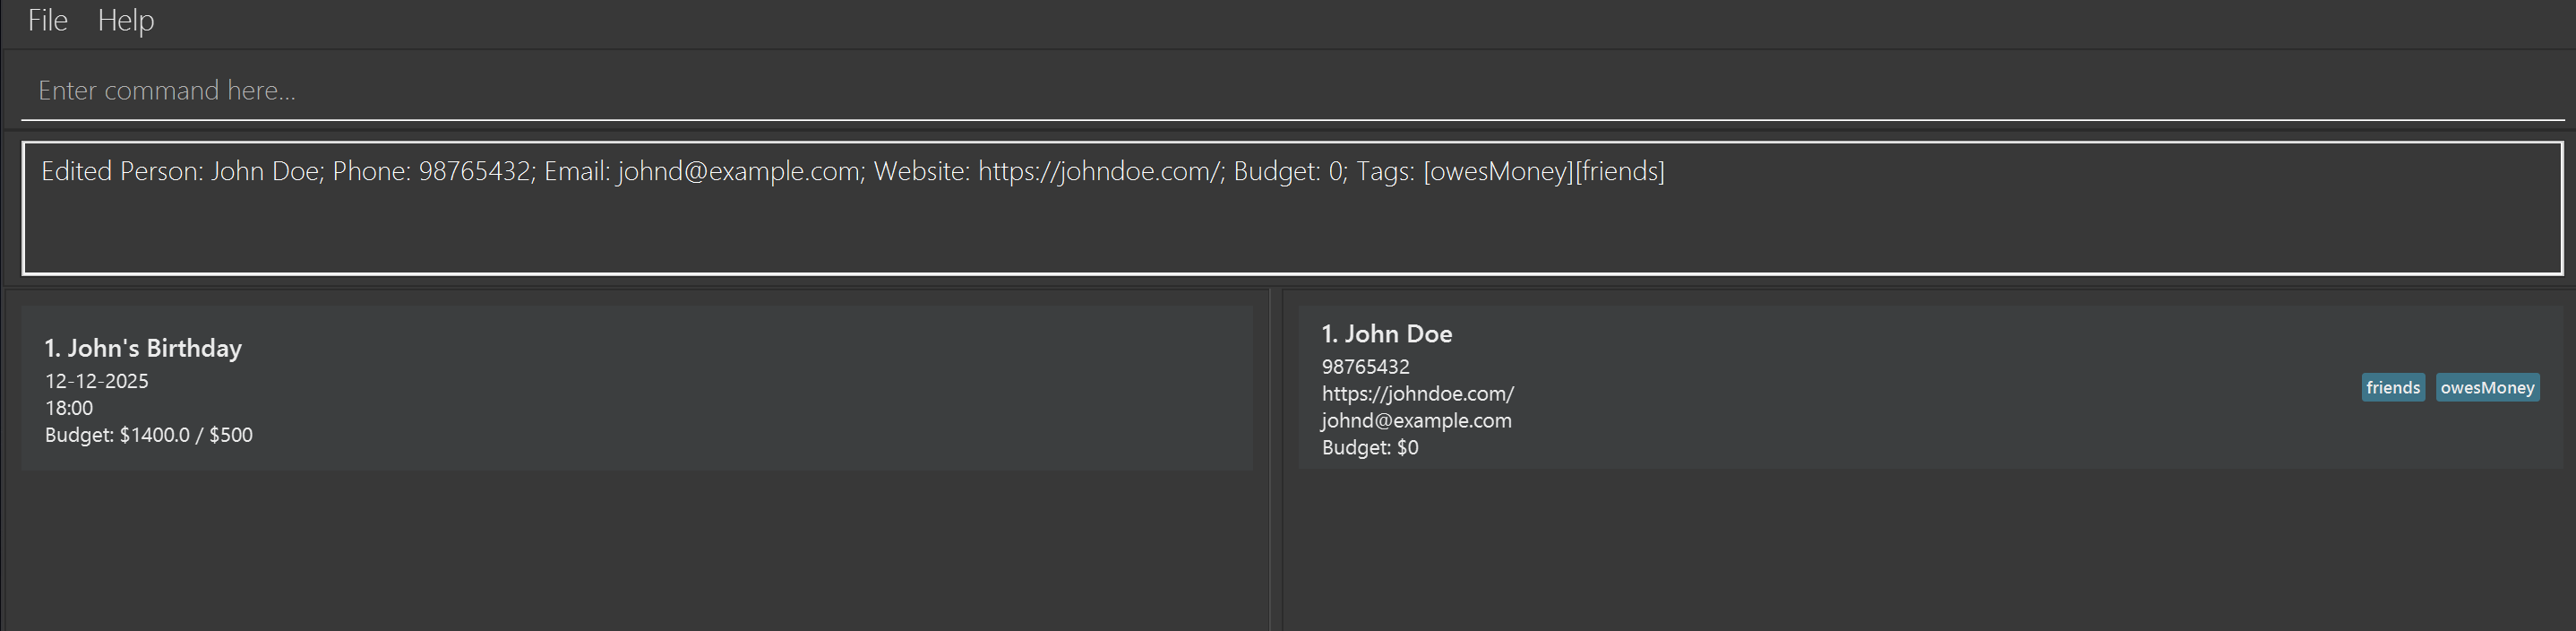 File Help
Enter command here...
Edited Person: John Doe; Phone: 98765432; Email: johnd@example.com; Website: https://johndoe.com/; Budget: 0; Tags: [owesMoney][friends]
1. John's Birthday
12-12-2025
18:00
Budget: $1400.0 / $500
1. John Doe
98765432
https://johndoe.com/
johnd@example.com
Budget: $0
friends owesMoney